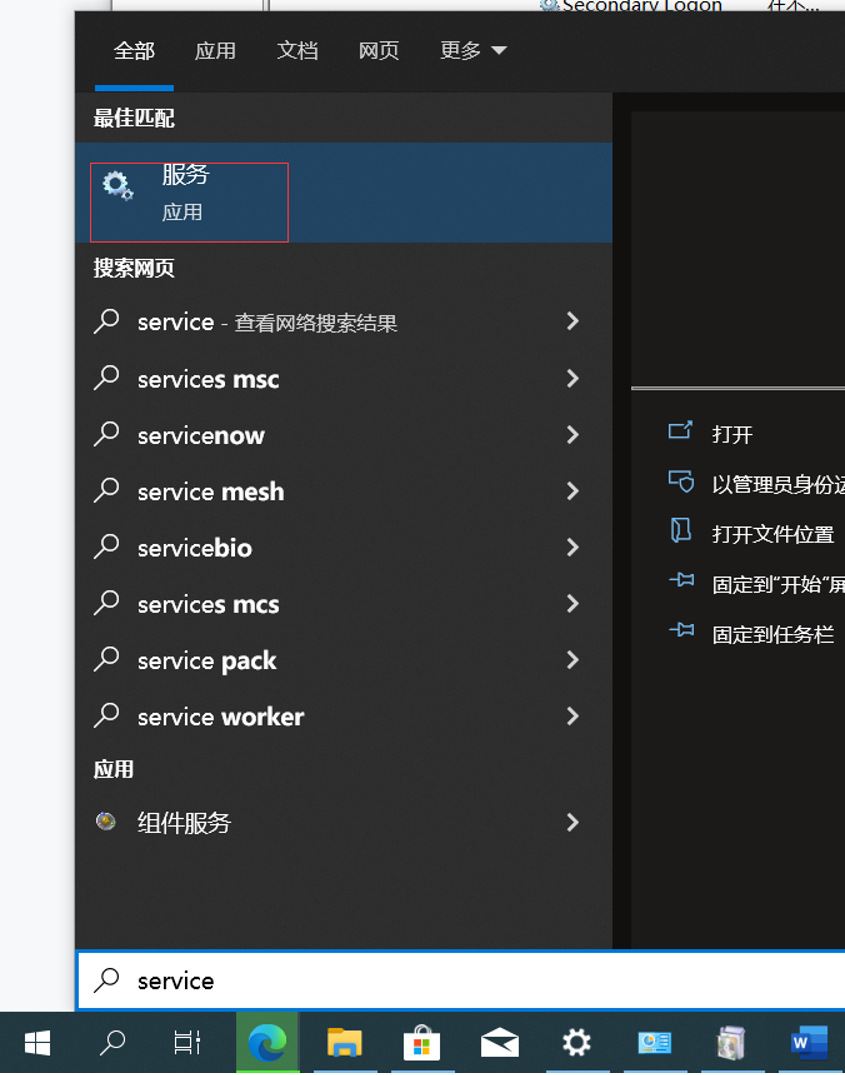 Secondary Logon 在本...
全部 应用 文档 网页 更多
最佳匹配
服务
应用
搜索网页
service - 查看网络搜索结果
services msc
servicenow
service mesh
servicebio
services mcs
service pack
service worker
应用
组件服务
打开
以管理员身份运
打开文件位置
固定到“开始”屏
固定到任务栏
service